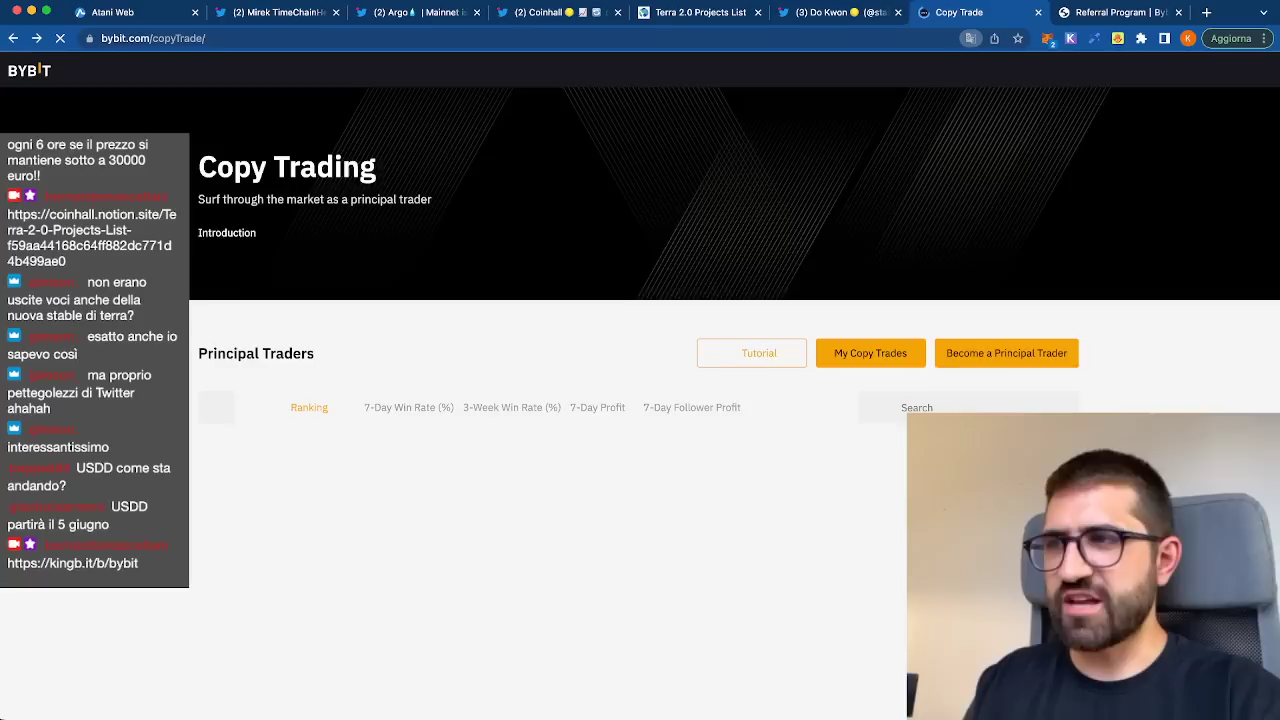 Atani Web
(2) Mirek TimeChainHe
(2) Argo Mainnet is
(2) Coinhall
Terra 2.0 Projects List
(3) Do Kwon (@sta
Copy Trade
Referral Program | Byb
bybit.com/copyTrade/
2
K
Aggiorna
BYBIT
Copy Trading
Surf through the market as a principal trader
Introduction
ogni 6 ore se il prezzo si
mantiene sotto a 30000
euro!!
https://coinhall.notion.site/Te
rra-2-0-Projects-List-
f59aa44168c64ff882dc771d
4b499ae0
non erano
uscite voci anche della
nuova stable di terra?
esatto anche io
sapevo così
ma proprio
pettegolezzi di Twitter
ahahah
interessantissimo
USDD come sta
andando?
USDD
partirà il 5 giugno
https://kingb.it/b/bybit
Principal Traders
Tutorial
My Copy Trades
Become a Principal Trader
Ranking
7-Day Win Rate (%)
3-Week Win Rate (%)
7-Day Profit
7-Day Follower Profit
Search